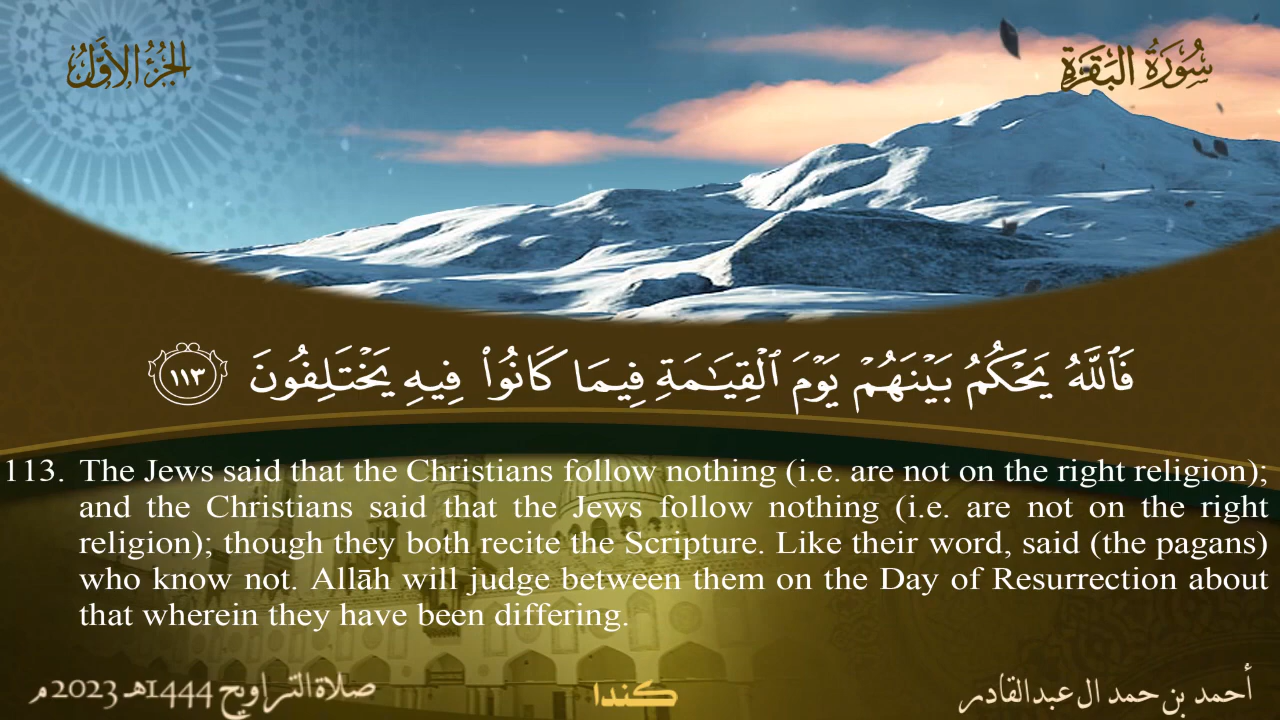 الجزء الأول
سُورَةُ البَقَرَةِ
فَٱللَّهُ يَحۡكُمُ بَيۡنَهُمۡ يَوۡمَ ٱلۡقِيَٰمَةِ فِيمَا كَانُواْ فِيهِ يَخۡتَلِفُونَ ١١٣
113. The Jews said that the Christians follow nothing (i.e. are not on the right religion);
and the Christians said that the Jews follow nothing (i.e. are not on the right
religion); though they both recite the Scripture. Like their word, said (the pagans)
who know not. Allāh will judge between them on the Day of Resurrection about
that wherein they have been differing.
صلاة التراويح 1444هـ 2023م
كندا
أحمد بن حمد ال عبدالقادر